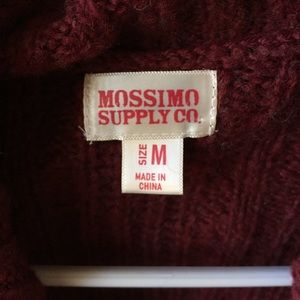 MOSSIMO
SUPPLY CO.
SIZE M
MADE IN
CHINA